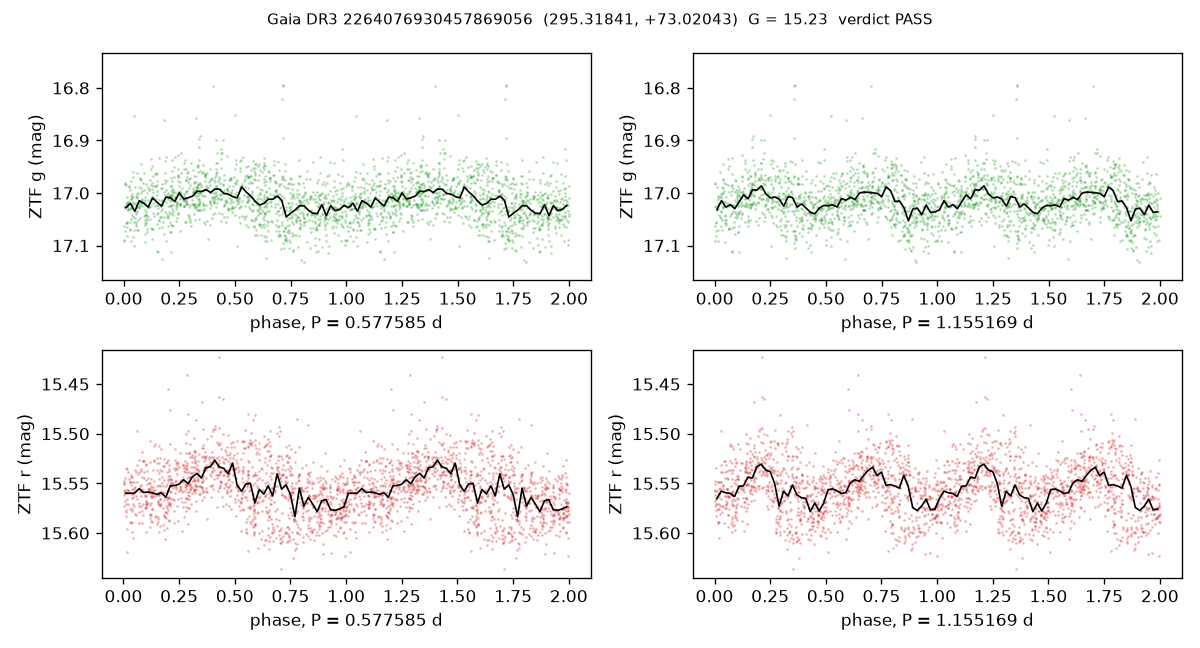 Gaia DR3 2264076930457869056 (295.31841, +73.02043) G = 15.23 verdict PASS
ZTF g (mag)
16.8
16.9
17.0
17.1
0.00 0.25 0.50 0.75 1.00 1.25 1.50 1.75 2.00
phase, P = 0.577585 d
ZTF g (mag)
16.8
16.9
17.0
17.1
0.00 0.25 0.50 0.75 1.00 1.25 1.50 1.75 2.00
phase, P = 1.155169 d
ZTF r (mag)
15.45
15.50
15.55
15.60
0.00 0.25 0.50 0.75 1.00 1.25 1.50 1.75 2.00
phase, P = 0.577585 d
ZTF r (mag)
15.45
15.50
15.55
15.60
0.00 0.25 0.50 0.75 1.00 1.25 1.50 1.75 2.00
phase, P = 1.155169 d